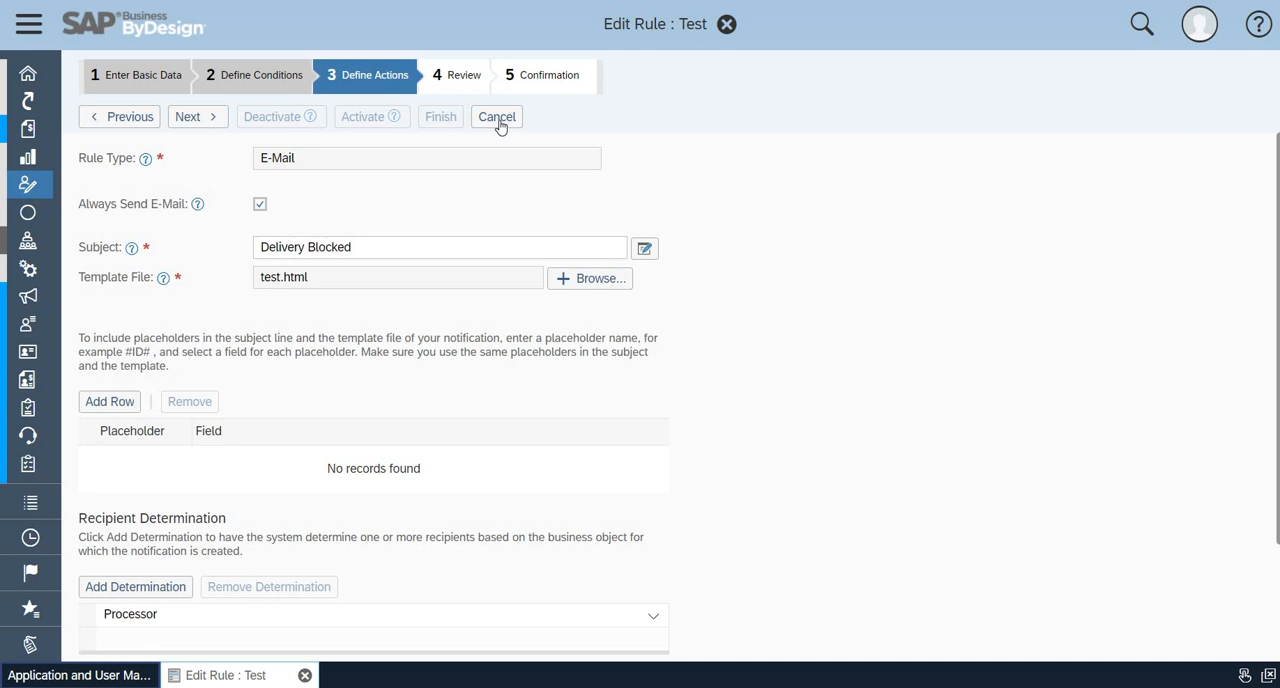 SAP Business ByDesign
Edit Rule : Test
1 Enter Basic Data 2 Define Conditions 3 Define Actions 4 Review 5 Confirmation
< Previous Next > Deactivate Activate Finish Cancel
Rule Type: * E-Mail
Always Send E-Mail:
Subject: * Delivery Blocked
Template File: * test.html + Browse...
To include placeholders in the subject line and the template file of your notification, enter a placeholder name, for
example #ID# , and select a field for each placeholder. Make sure you use the same placeholders in the subject
and the template.
Add Row | Remove
Placeholder Field
No records found
Recipient Determination
Click Add Determination to have the system determine one or more recipients based on the business object for
which the notification is created.
Add Determination Remove Determination
Processor
Application and User Ma... Edit Rule : Test